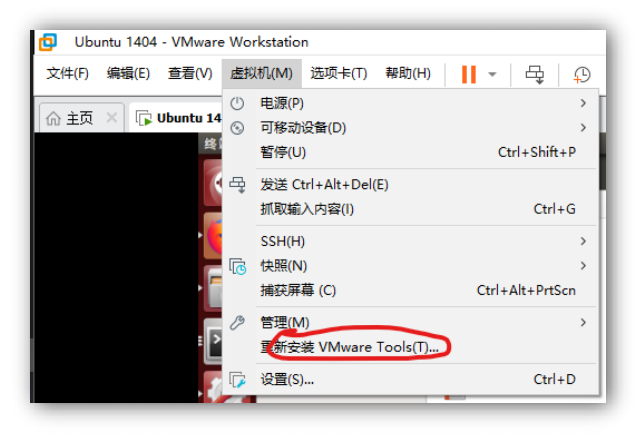 Ubuntu 1404 - VMware Workstation
文件(F) 编辑(E) 查看(V) 虚拟机(M) 选项卡(T) 帮助(H)
主页 Ubuntu 14
电源(P)
可移动设备(D)
暂停(U) Ctrl+Shift+P
终
发送 Ctrl+Alt+Del(E)
抓取输入内容(I) Ctrl+G
SSH(H)
快照(N)
捕获屏幕 (C) Ctrl+Alt+PrtScn
管理(M)
重新安装 VMware Tools(T)...
设置(S)... Ctrl+D